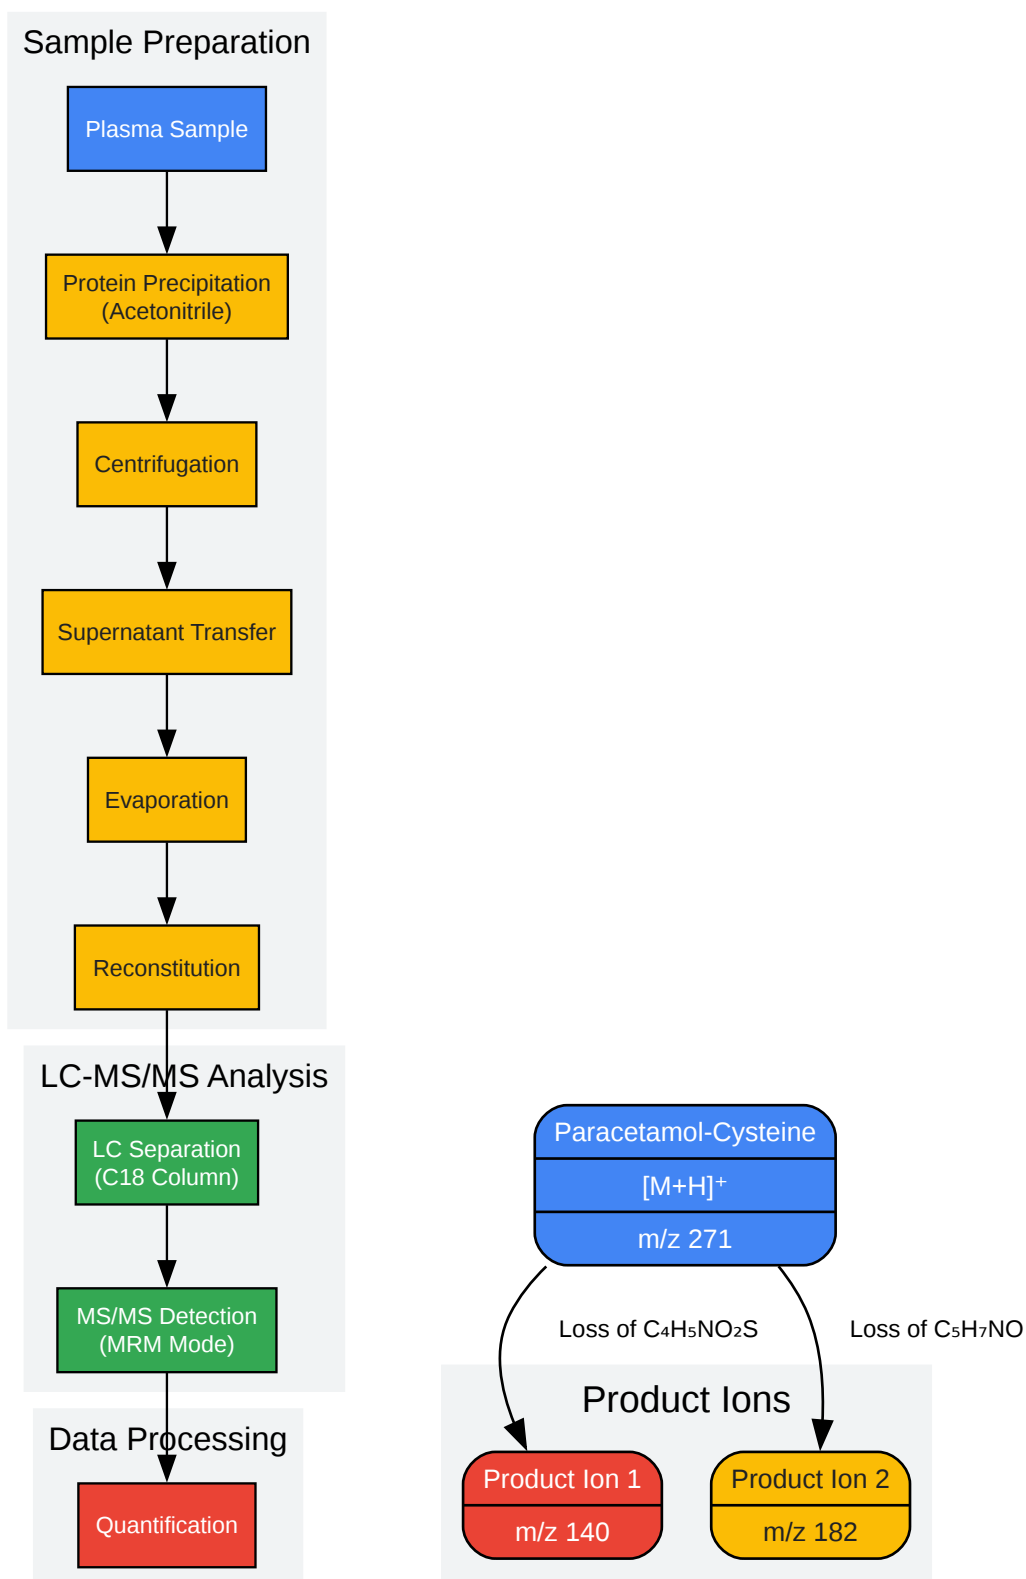 Sample Preparation
Plasma Sample
Protein Precipitation
(Acetonitrile)
Centrifugation
Supernatant Transfer
Evaporation
Reconstitution
LC-MS/MS Analysis
LC Separation
(C18 Column)
MS/MS Detection
(MRM Mode)
Data Processing
Quantification
Paracetamol-Cysteine
[M+H]⁺
m/z 271
Loss of C₄H₅NO₂S
Loss of C₅H₇NO
Product Ions
Product Ion 1
m/z 140
Product Ion 2
m/z 182